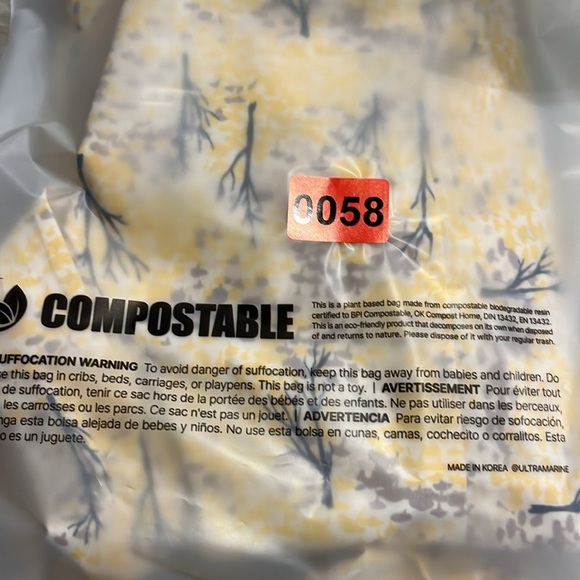 0058
COMPOSTABLE
This is a plant based bag made from compostable biodegradable resin
certified to BPI Compostable, OK Compost Home, DIN 13432, EN 13432.
This is an eco-friendly product that decomposes on its own when disposed
of and returns to nature. Please dispose of it with your regular trash.
UFFOCATION WARNING To avoid danger of suffocation, keep this bag away from babies and children. Do
e this bag in cribs, beds, carriages, or playpens. This bag is not a toy. | AVERTISSEMENT Pour éviter tout
de suffocation, tenir ce sac hors de la portée des bébés et des enfants. Ne pas utiliser dans les berceaux,
les carrosses ou les parcs. Ce sac n'est pas un jouet. | ADVERTENCIA Para evitar riesgo de sofocación,
nga esta bolsa alejada de bebes y niños. No use esta bolsa en cunas, camas, cochecito o corralitos. Esta
o es un juguete.
MADE IN KOREA @ULTRAMARINE